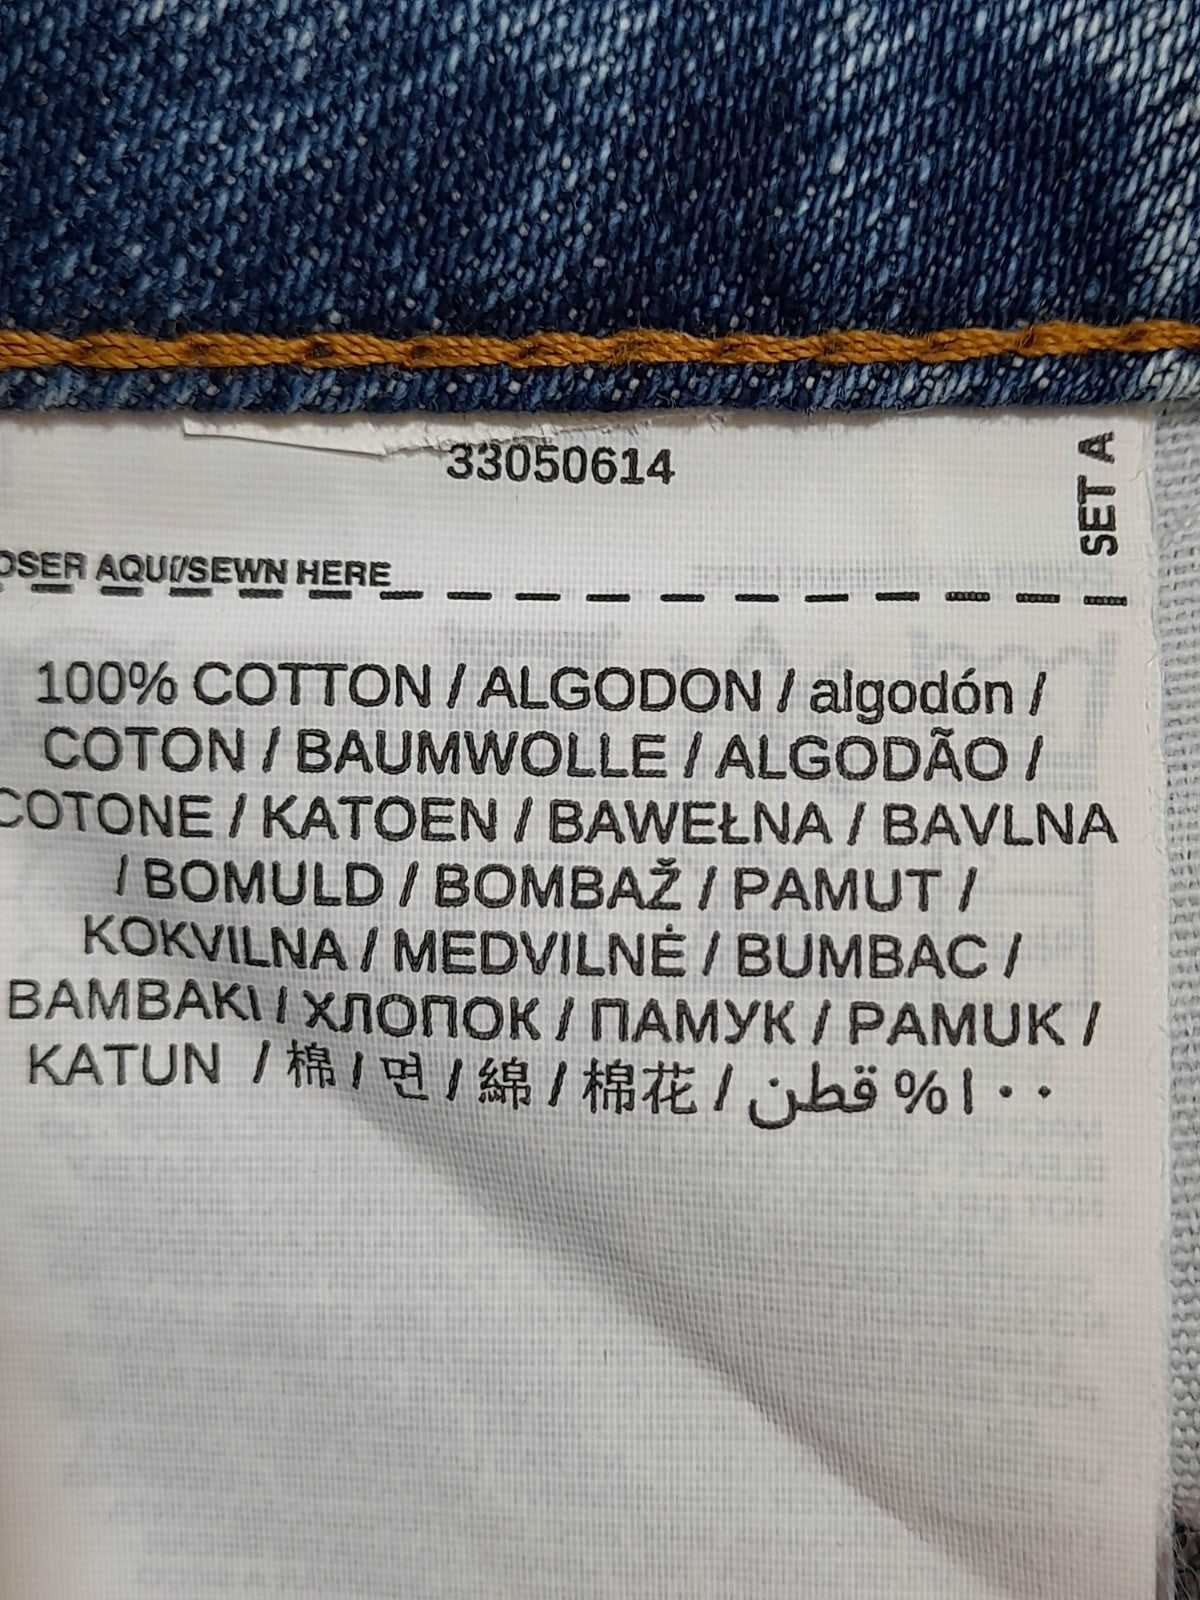 33050614
SET A
OSER AQUÍ/SEWN HERE
100% COTTON / ALGODON / algodón /
COTON / BAUMWOLLE / ALGODÃO /
COTONE / KATOEN / BAWEŁNA / BAVLNA
/ BOMULD / BOMBAŽ / PAMUT /
KOKVILNA / MEDVILNĖ / BUMBAC /
BAMBAKI / ХЛОПОК / ПАМУК / PAMUK /
KATUN / 棉 / 면 / 綿 / 棉花 / قطن %١٠٠